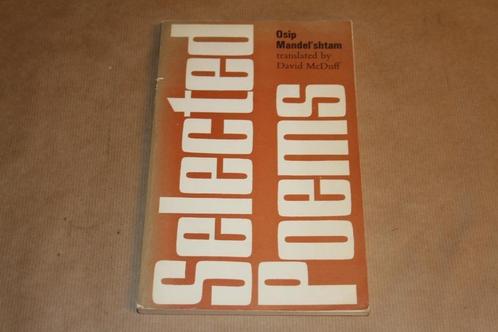 Osip
Mandel'shtam
translated by
David McDuff
Selected
Poems